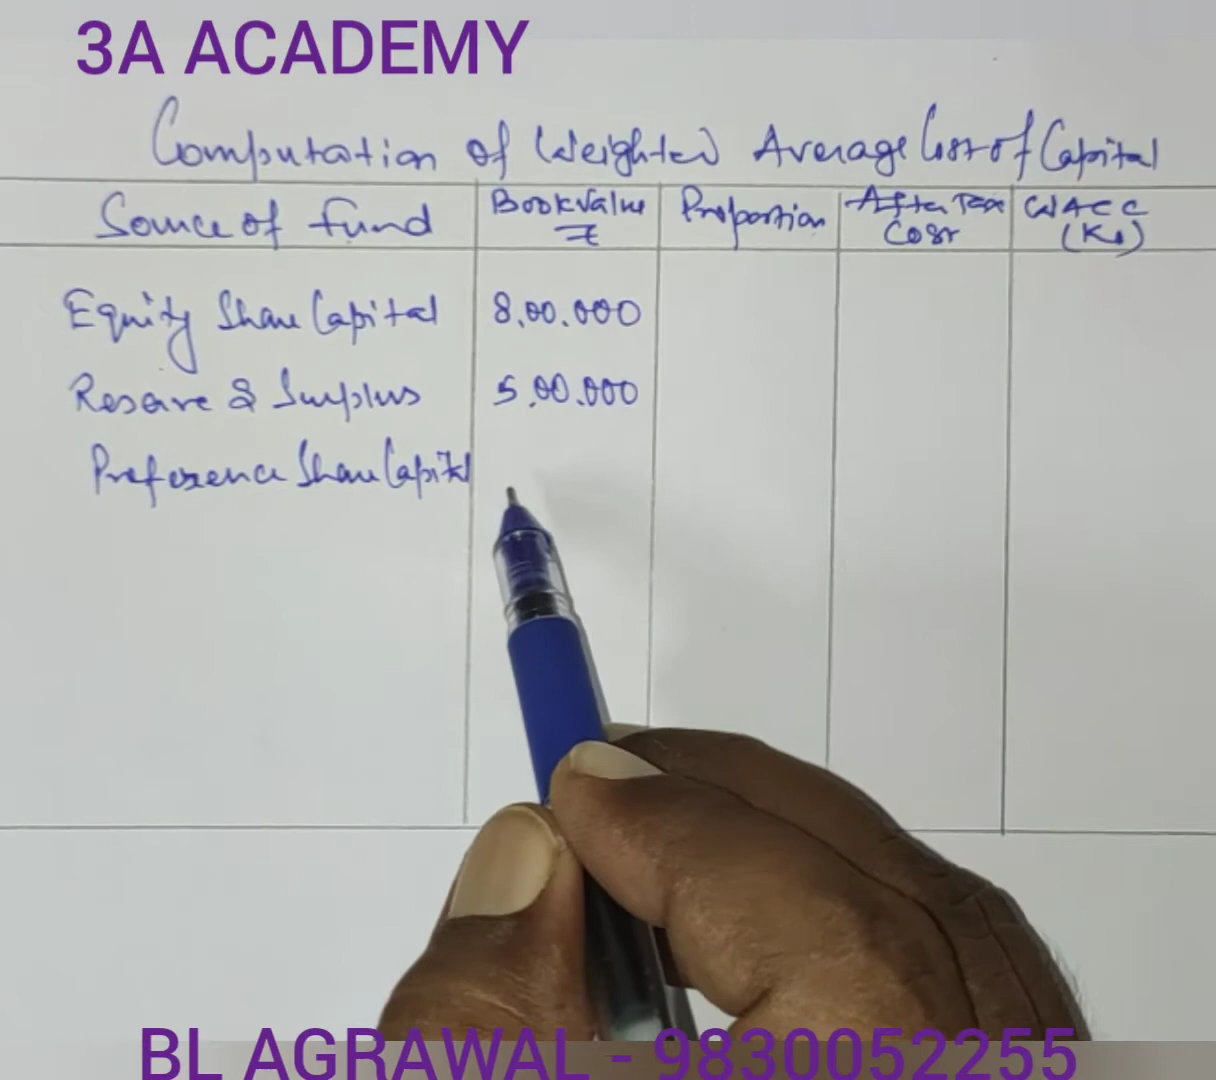 3A ACADEMY
Computation of Weighted Average Cost of Capital
Source of Fund Book Value ₹ Proportion After Tax Cost WACC (Ko)
Equity Share Capital 8,00,000
Reserve & Surplus 5,00,000
Preference Share Capital
BL AGRAWAL - 9830052255